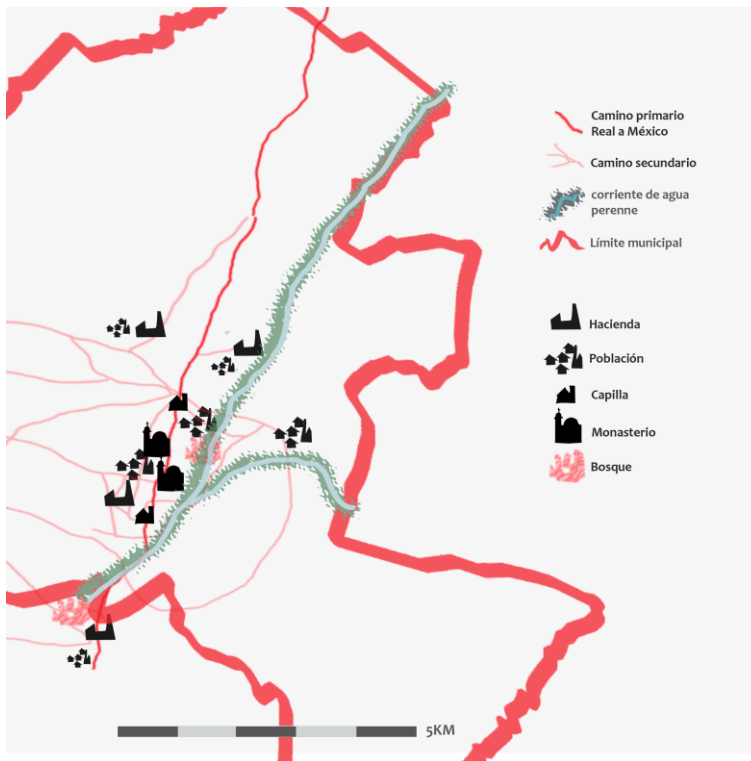 Camino primario
Real a México
Camino secundario
corriente de agua
perenne
Límite municipal
Hacienda
Población
Capilla
Monasterio
Bosque
5KM